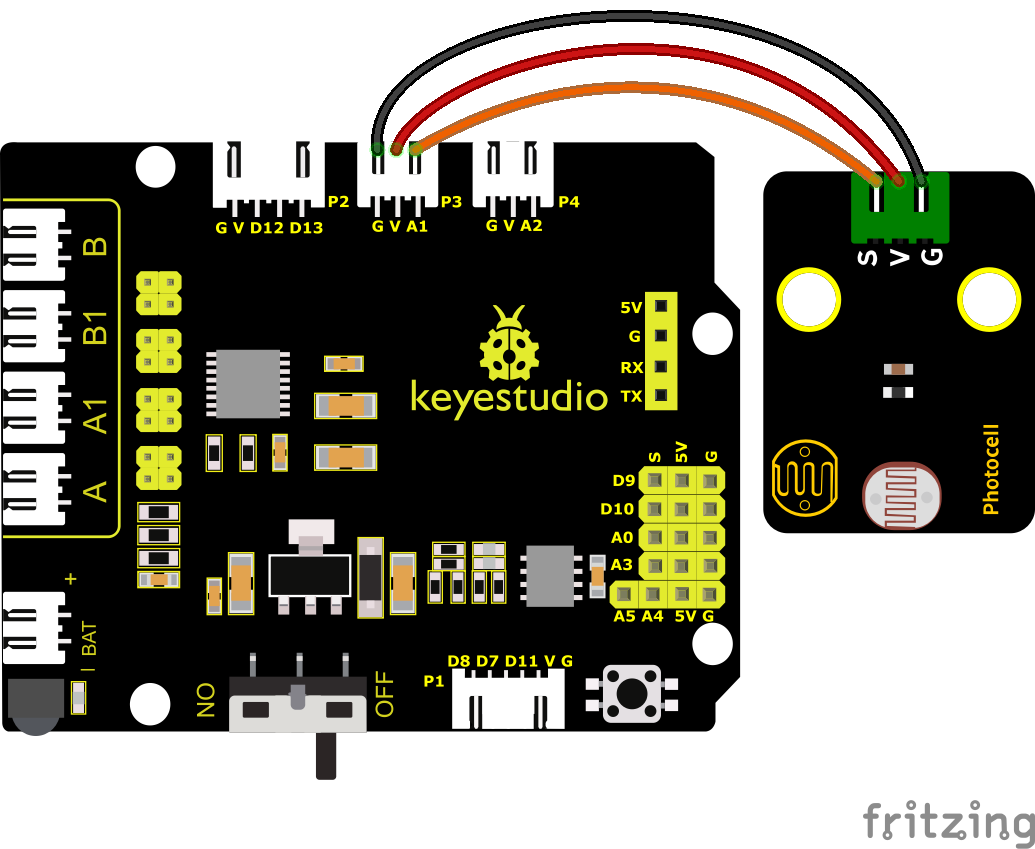 P2
P3
P4
G V D12 D13
G V A1
G V A2
S V G
B
B1
A1
A
keyestudio
5V
G
RX
TX
S 5V G
D9
D10
A0
A3
A5 A4 5V G
Photocell
+
BAT
—
NO
OFF
D8 D7 D11 V G
P1
fritzing